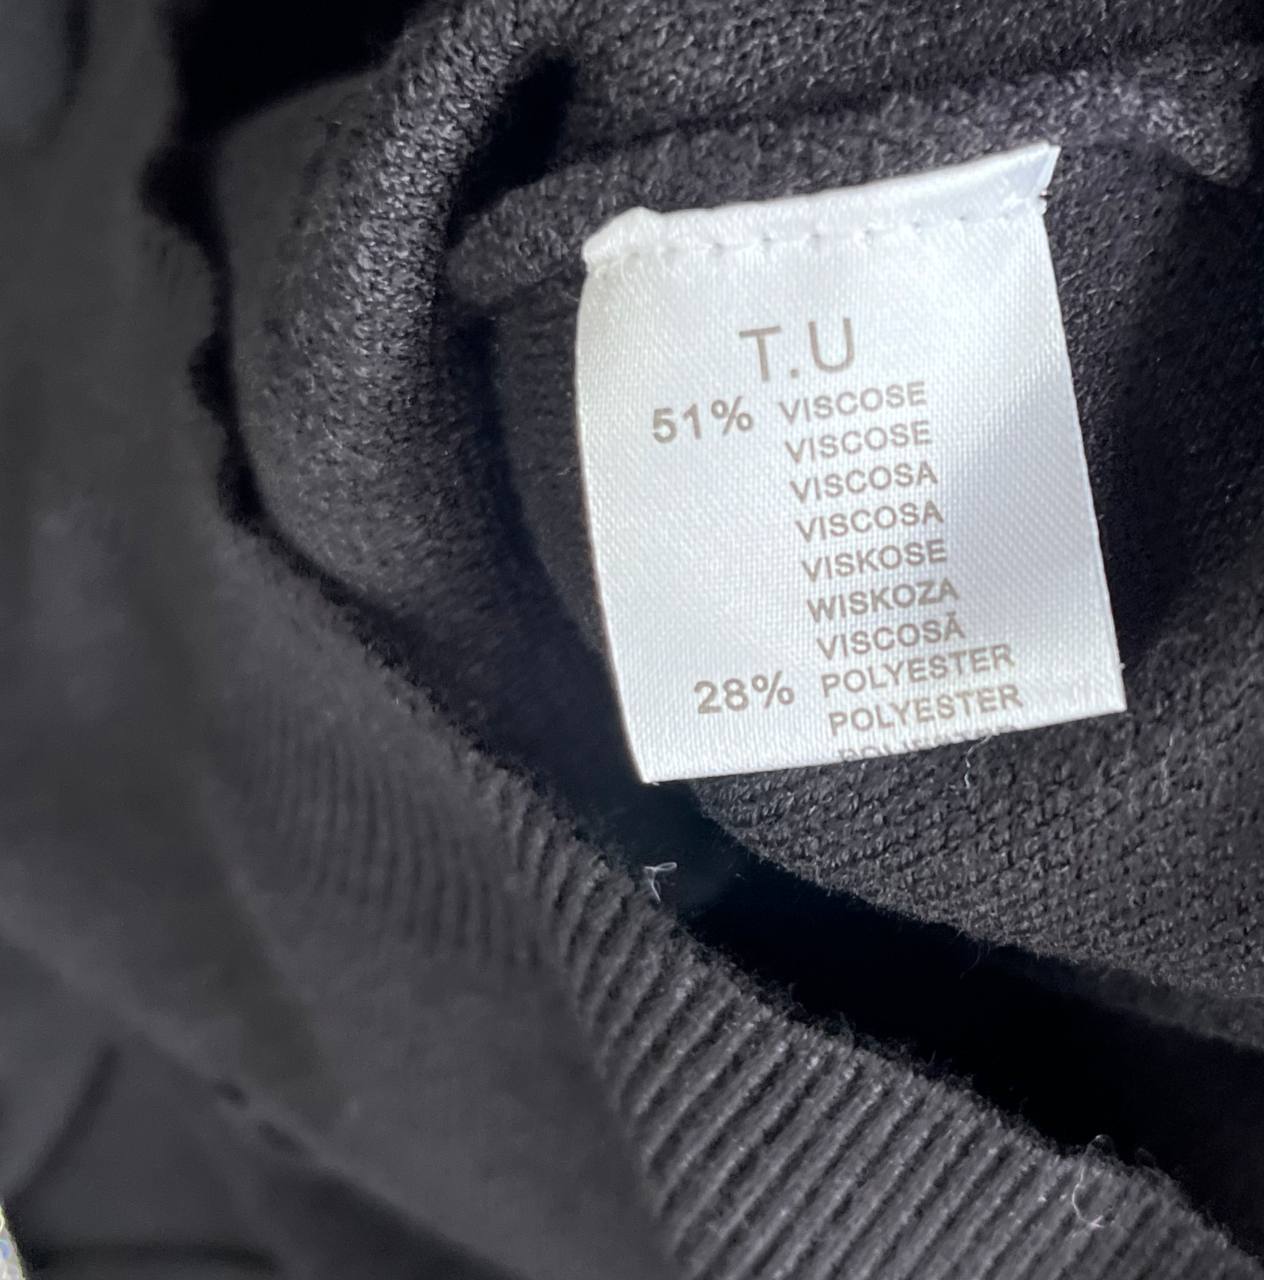 T.U
51% VISCOSE
VISCOSE
VISCOSA
VISCOSA
VISKOSE
WISKOZA
VISCOSĂ
28% POLYESTER
POLYESTER